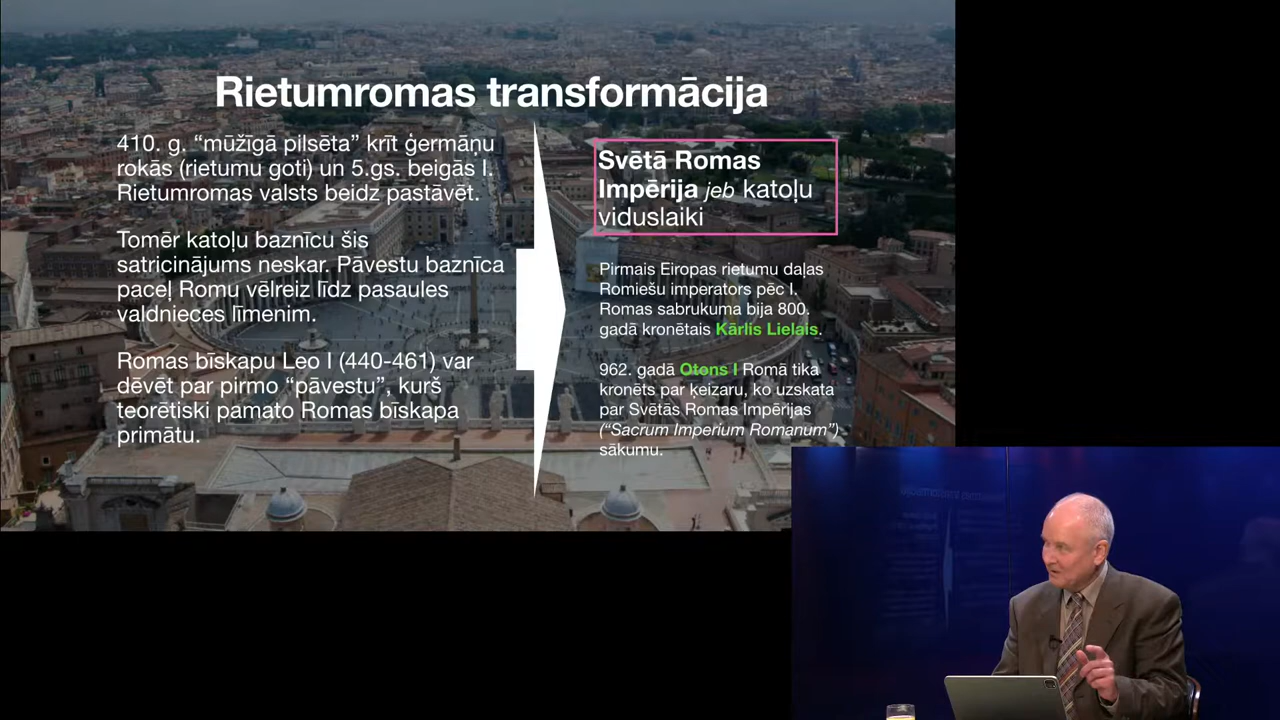 Rietumromas transformācija
410. g. “mūžīgā pilsēta” krīt ģermāņu
rokās (rietumu goti) un 5.gs. beigās I.
Rietumromas valsts beidz pastāvēt.
Tomēr katoļu baznīcu šis
satricinājums neskar. Pāvestu baznīca
paceļ Romu vēlreiz līdz pasaules
valdnieces līmenim.
Romas bīskapu Leo I (440-461) var
dēvēt par pirmo “pāvestu”, kurš
teorētiski pamato Romas bīskapa
primātu.
Svētā Romas
Impērija jeb katoļu
viduslaiki
Pirmais Eiropas rietumu daļas
Romiešu imperators pēc I.
Romas sabrukuma bija 800.
gadā kronētais Kārlis Lielais.
962. gadā Otons I Romā tika
kronēts par ķeizaru, ko uzskata
par Svētās Romas Impērijas
(“Sacrum Imperium Romanum”)
sākumu.